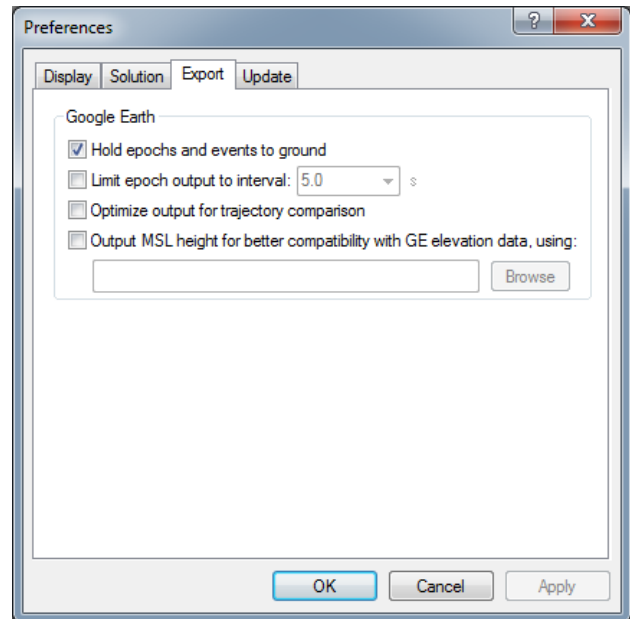 Preferences
?
Display Solution Export Update
Google Earth
Hold epochs and events to ground
Limit epoch output to interval: 5.0 s
Optimize output for trajectory comparison
Output MSL height for better compatibility with GE elevation data, using:
Browse
OK Cancel Apply